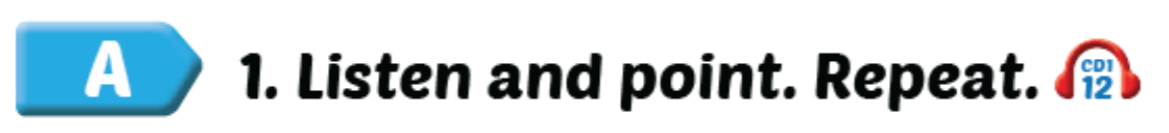 A 1. Listen and point. Repeat. CD1 12